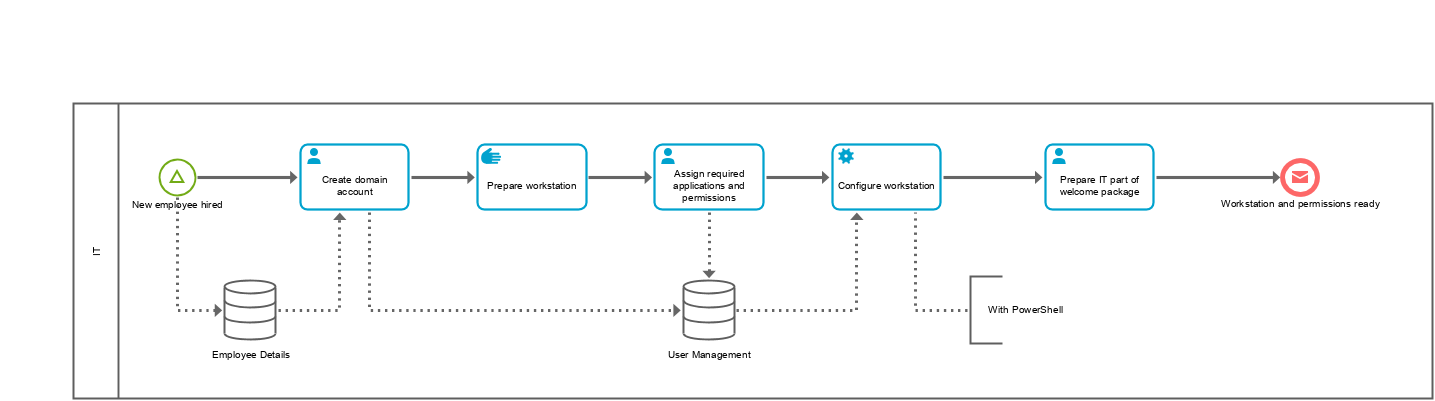 IT
New employee hired
Create domain
account
Prepare workstation
Assign required
applications and
permissions
Configure workstation
Prepare IT part of
welcome package
Workstation and permissions ready
Employee Details
User Management
With PowerShell